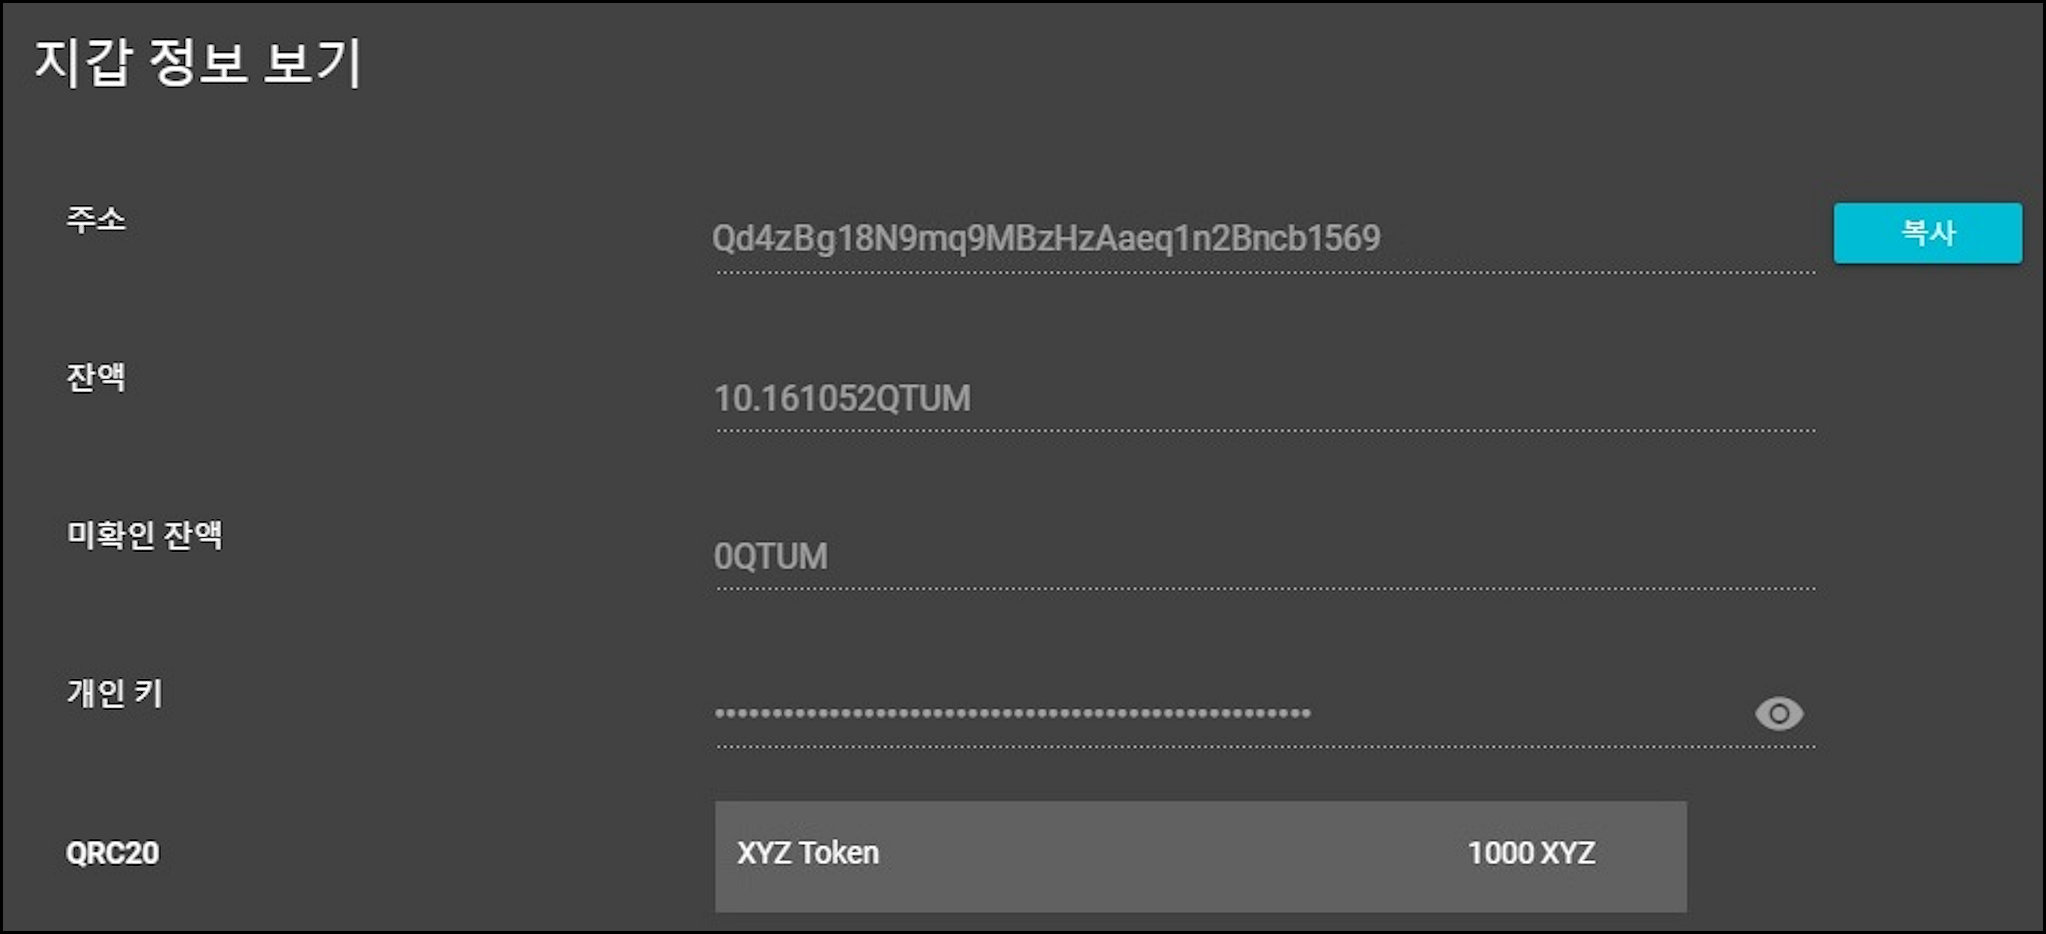 지갑 정보 보기
주소
Qd4zBg18N9mq9MBzHzAaeq1n2Bncb1569
복사
잔액
10.161052QTUM
미확인 잔액
0QTUM
개인 키
QRC20
XYZ Token
1000 XYZ